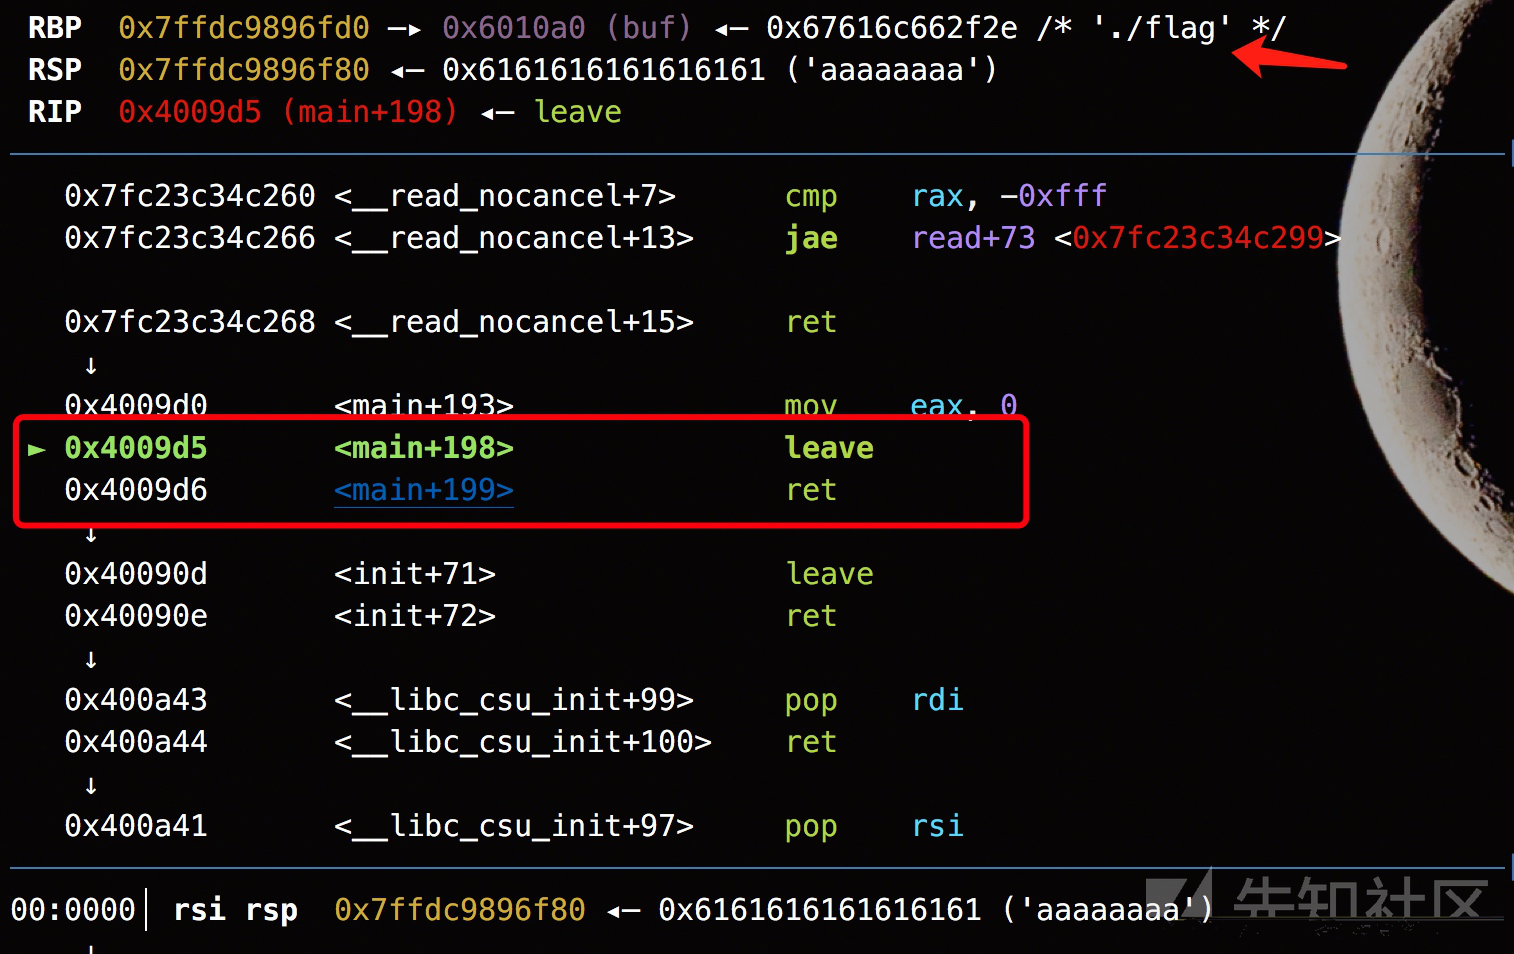 RBP 0x7ffdc9896fd0 —▸ 0x6010a0 (buf) ◂— 0x67616c662f2e /* './flag' */
RSP 0x7ffdc9896f80 ◂— 0x6161616161616161 ('aaaaaaaa')
RIP 0x4009d5 (main+198) ◂— leave
0x7fc23c34c260 <__read_nocancel+7> cmp rax, -0xfff
0x7fc23c34c266 <__read_nocancel+13> jae read+73 <0x7fc23c34c299>
0x7fc23c34c268 <__read_nocancel+15> ret
↓
0x4009d0 <main+193> mov eax, 0
► 0x4009d5 <main+198> leave
0x4009d6 <main+199> ret
↓
0x40090d <init+71> leave
0x40090e <init+72> ret
↓
0x400a43 <__libc_csu_init+99> pop rdi
0x400a44 <__libc_csu_init+100> ret
↓
0x400a41 <__libc_csu_init+97> pop rsi
00:0000│ rsi rsp 0x7ffdc9896f80 ◂— 0x6161616161616161 ('aaaaaaaa')
先知社区